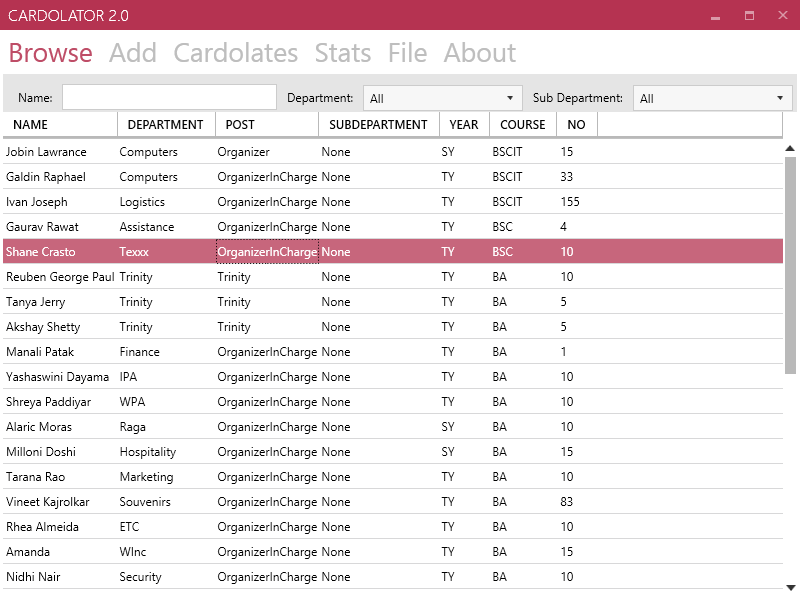 CARDOLATOR 2.0
Browse Add Cardolates Stats File About
Name: Department: All Sub Department: All
NAME DEPARTMENT POST SUBDEPARTMENT YEAR COURSE NO
Jobin Lawrance Computers Organizer None SY BSCIT 15
Galdin Raphael Computers OrganizerInCharge None TY BSCIT 33
Ivan Joseph Logistics OrganizerInCharge None TY BSCIT 155
Gaurav Rawat Assistance OrganizerInCharge None TY BSC 4
Shane Crasto Texxx OrganizerInCharge None TY BSC 10
Reuben George Paul Trinity Trinity None TY BA 10
Tanya Jerry Trinity Trinity None TY BA 5
Akshay Shetty Trinity Trinity None TY BA 5
Manali Patak Finance OrganizerInCharge None TY BA 1
Yashaswini Dayama IPA OrganizerInCharge None TY BA 10
Shreya Paddiyar WPA OrganizerInCharge None TY BA 10
Alaric Moras Raga OrganizerInCharge None SY BA 10
Milloni Doshi Hospitality OrganizerInCharge None SY BA 15
Tarana Rao Marketing OrganizerInCharge None TY BA 10
Vineet Kajrolkar Souvenirs OrganizerInCharge None TY BA 83
Rhea Almeida ETC OrganizerInCharge None TY BA 10
Amanda WInc OrganizerInCharge None TY BA 15
Nidhi Nair Security OrganizerInCharge None TY BA 10